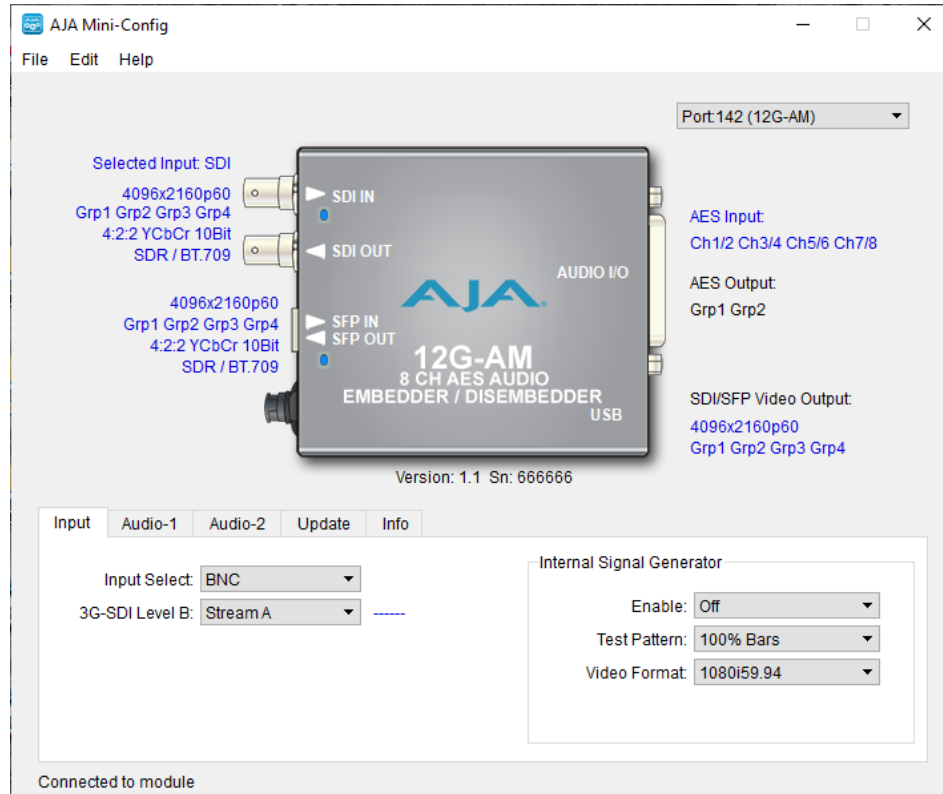 AJA Mini-Config
File Edit Help
Port:142 (12G-AM)
Selected Input: SDI
4096x2160p60
Grp1 Grp2 Grp3 Grp4
4:2:2 YCbCr 10Bit
SDR / BT.709
4096x2160p60
Grp1 Grp2 Grp3 Grp4
4:2:2 YCbCr 10Bit
SDR / BT.709
SDI IN
SDI OUT
AUDIO I/O
AJA
SFP IN
SFP OUT
12G-AM
8 CH AES AUDIO
EMBEDDER / DISEMBEDDER
USB
AES Input:
Ch1/2 Ch3/4 Ch5/6 Ch7/8
AES Output:
Grp1 Grp2
SDI/SFP Video Output:
4096x2160p60
Grp1 Grp2 Grp3 Grp4
Version: 1.1 Sn: 666666
Input Audio-1 Audio-2 Update Info
Input Select: BNC
3G-SDI Level B: Stream A ------
Internal Signal Generator
Enable: Off
Test Pattern: 100% Bars
Video Format: 1080i59.94
Connected to module